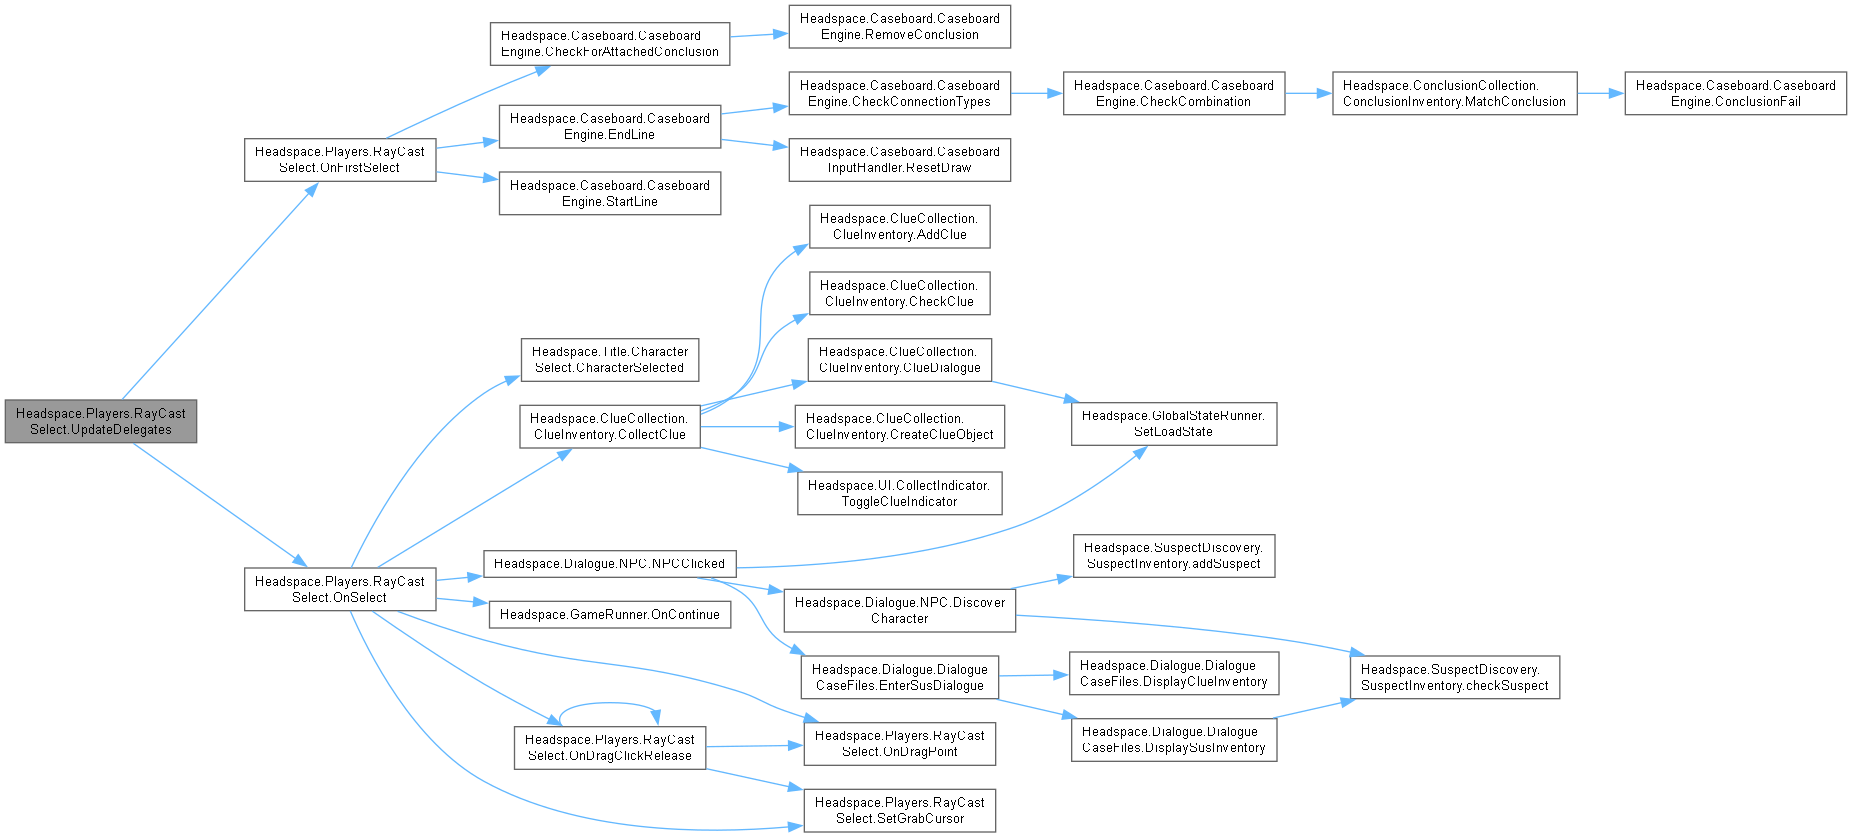 Headspace.Caseboard.Caseboard
Engine.RemoveConclusion
Headspace.Caseboard.Caseboard
Engine.CheckForAttachedConclusion
Headspace.Caseboard.Caseboard
Engine.CheckConnectionTypes
Headspace.Caseboard.Caseboard
Engine.CheckCombination
Headspace.ConclusionCollection.
ConclusionInventory.MatchConclusion
Headspace.Caseboard.Caseboard
Engine.ConclusionFail
Headspace.Caseboard.Caseboard
Engine.EndLine
Headspace.Players.RayCast
Select.OnFirstSelect
Headspace.Caseboard.Caseboard
InputHandler.ResetDraw
Headspace.Caseboard.Caseboard
Engine.StartLine
Headspace.ClueCollection.
ClueInventory.AddClue
Headspace.ClueCollection.
ClueInventory.CheckClue
Headspace.Title.Character
Select.CharacterSelected
Headspace.ClueCollection.
ClueInventory.ClueDialogue
Headspace.Players.RayCast
Select.UpdateDelegates
Headspace.ClueCollection.
ClueInventory.CollectClue
Headspace.ClueCollection.
ClueInventory.CreateClueObject
Headspace.GlobalStateRunner.
SetLoadState
Headspace.UI.CollectIndicator.
ToggleClueIndicator
Headspace.Dialogue.NPC.NPCClicked
Headspace.SuspectDiscovery.
SuspectInventory.addSuspect
Headspace.Players.RayCast
Select.OnSelect
Headspace.GameRunner.OnContinue
Headspace.Dialogue.NPC.Discover
Character
Headspace.Dialogue.Dialogue
CaseFiles.EnterSusDialogue
Headspace.Dialogue.Dialogue
CaseFiles.DisplayClueInventory
Headspace.SuspectDiscovery.
SuspectInventory.checkSuspect
Headspace.Players.RayCast
Select.OnDragClickRelease
Headspace.Players.RayCast
Select.OnDragPoint
Headspace.Dialogue.Dialogue
CaseFiles.DisplaySusInventory
Headspace.Players.RayCast
Select.SetGrabCursor